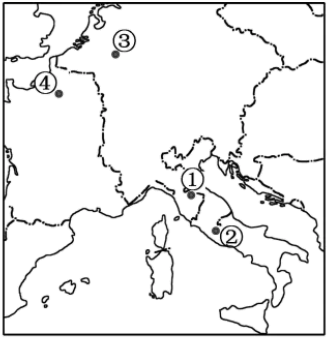 ③
④
①
②